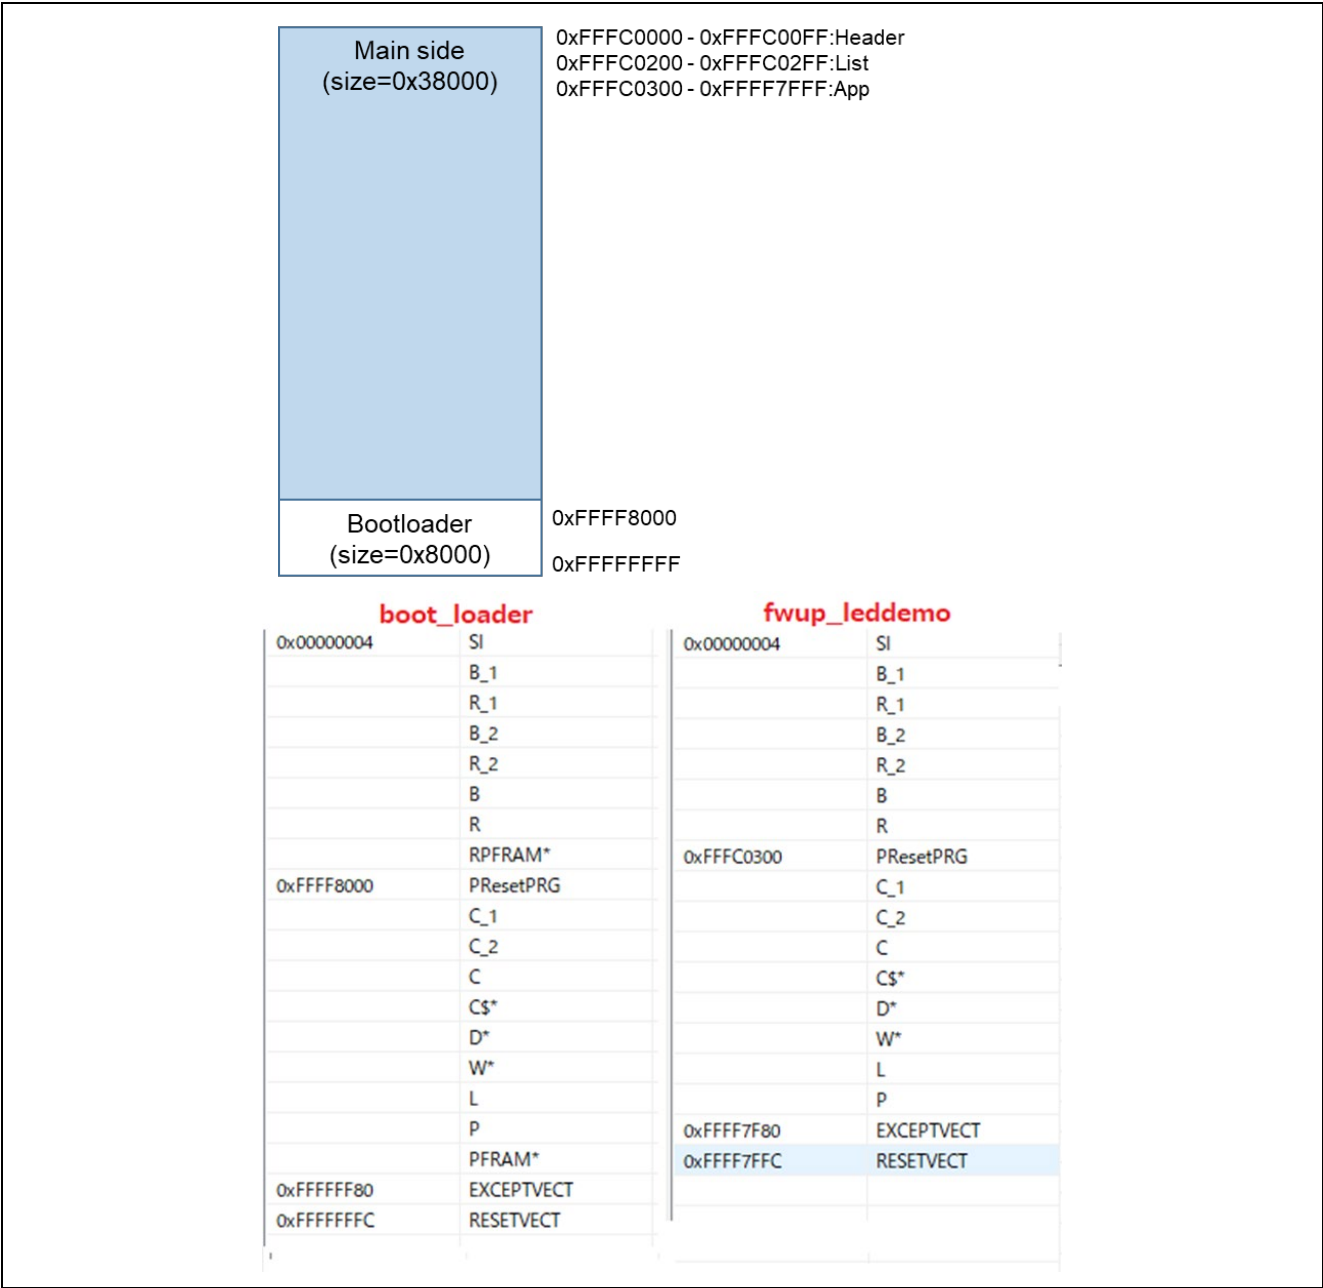 Main side
(size=0x38000)
0xFFFC0000 - 0xFFFC00FF:Header
0xFFFC0200 - 0xFFFC02FF:List
0xFFFC0300 - 0xFFFF7FFF:App
Bootloader
(size=0x8000)
0xFFFF8000
0xFFFFFFFF
boot_loader
0x00000004 SI
B_1
R_1
B_2
R_2
B
R
RPFRAM*
0xFFFF8000 PResetPRG
C_1
C_2
C
C$*
D*
W*
L
P
PFRAM*
0xFFFFFF80 EXCEPTVECT
0xFFFFFFFC RESETVECT
fwup_leddemo
0x00000004 SI
B_1
R_1
B_2
R_2
B
R
0xFFFC0300 PResetPRG
C_1
C_2
C
C$*
D*
W*
L
P
0xFFFF7F80 EXCEPTVECT
0xFFFF7FFC RESETVECT